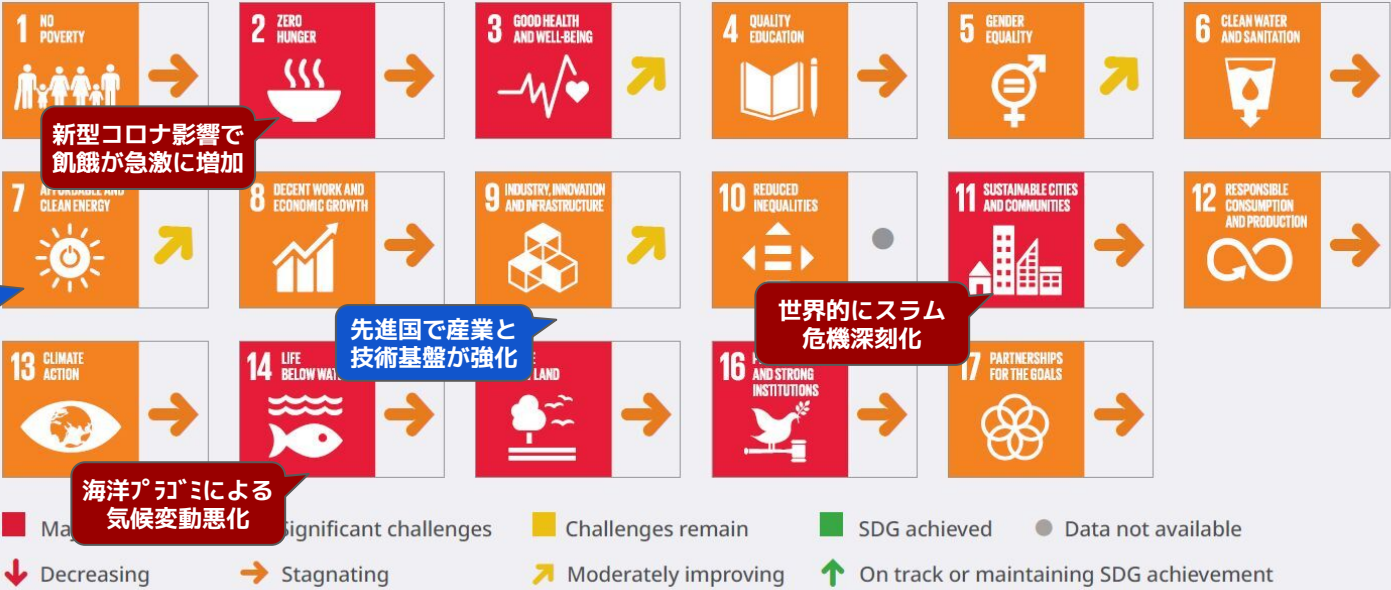 1 NO
POVERTY
2 ZERO
HUNGER
3 GOOD HEALTH
AND WELL-BEING
4 QUALITY
EDUCATION
5 GENDER
EQUALITY
6 CLEAN WATER
AND SANITATION
新型コロナ影響で
飢餓が急激に増加
7
CLEAN ENERGY
8 DECENT WORK AND
ECONOMIC GROWTH
9 INDUSTRY, INNOVATION
AND INFRASTRUCTURE
10 REDUCED
INEQUALITIES
11 SUSTAINABLE CITIES
AND COMMUNITIES
12 RESPONSIBLE
CONSUMPTION
AND PRODUCTION
先進国で産業と
技術基盤が強化
世界的にスラム
危機深刻化
13 CLIMATE
ACTION
14 LIFE
BELOW
LAND
16
AND STRONG
INSTITUTIONS
17 PARTNERSHIPS
FOR THE GOALS
海洋ﾌﾟﾗｺﾞﾐによる
気候変動悪化
Significant challenges
Challenges remain
SDG achieved
Data not available
Decreasing
Stagnating
Moderately improving
On track or maintaining SDG achievement